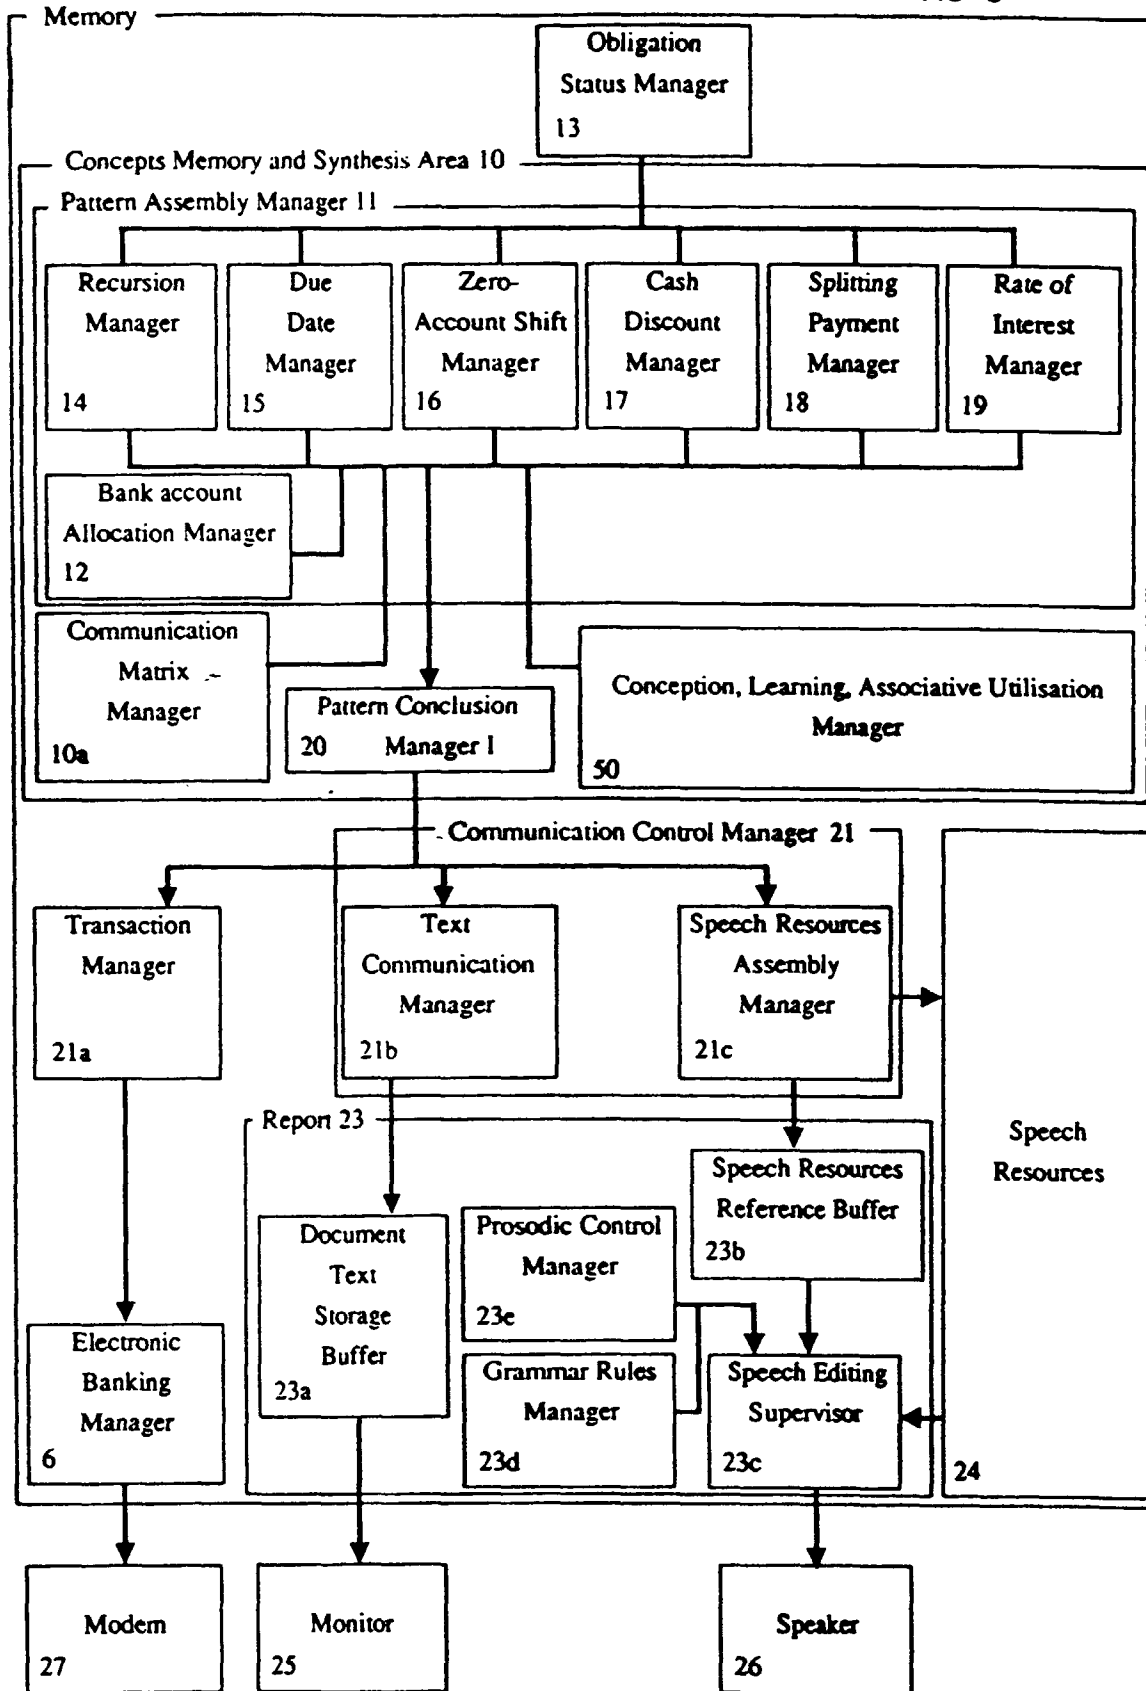 Memory
Obligation
Status Manager
13
Concepts Memory and Synthesis Area 10
Pattern Assembly Manager 11
Recursion
Manager
14
Due
Date
Manager
15
Zero-
Account Shift
Manager
16
Cash
Discount
Manager
17
Splitting
Payment
Manager
18
Rate of
Interest
Manager
19
Bank account
Allocation Manager
12
Communication
Matrix
Manager
10a
Pattern Conclusion
20 Manager I
Conception, Learning, Associative Utilisation
Manager
50
Communication Control Manager 21
Transaction
Manager
21a
Text
Communication
Manager
21b
Speech Resources
Assembly
Manager
21c
Speech
Resources
24
Report 23
Document
Text
Storage
Buffer
23a
Prosodic Control
Manager
23e
Grammar Rules
Manager
23d
Speech Resources
Reference Buffer
23b
Speech Editing
Supervisor
23c
Electronic
Banking
Manager
6
Modem
27
Monitor
25
Speaker
26